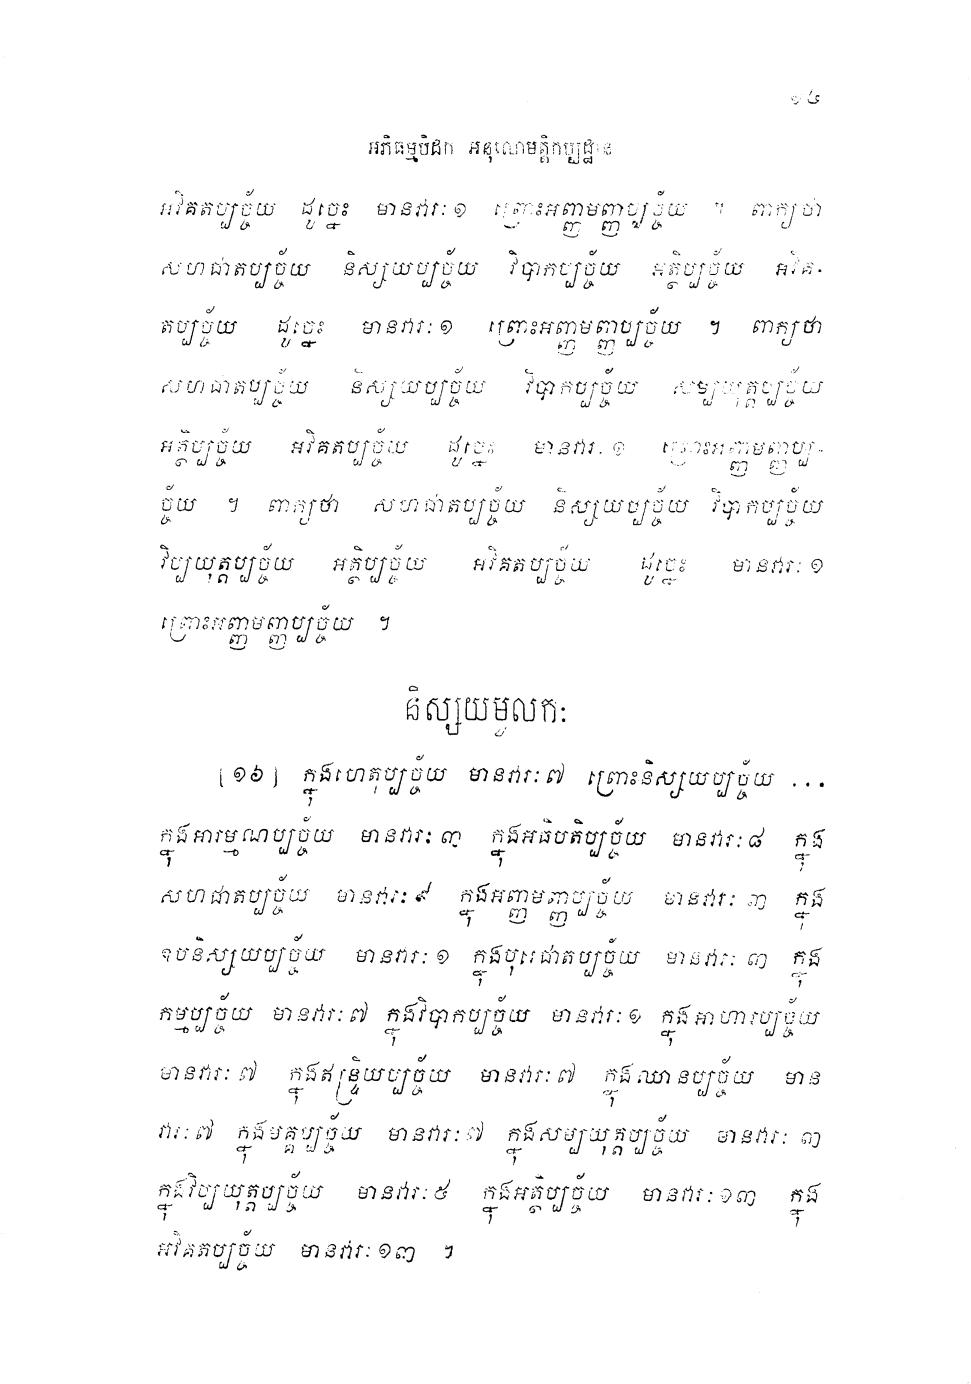 ១៤
អភិធម្មបិដក អនុលោមត្តិកប្បដ្ឋាន
អវិគតប្បច្ច័យ ដូច្នេះ មានវារៈ១ ព្រោះអញ្ញមញ្ញប្បច្ច័យ ។ ពាក្យថា
សហជាតប្បច្ច័យ និស្សយប្បច្ច័យ វិបាកប្បច្ច័យ អត្ថិប្បច្ច័យ អវិគ-
តប្បច្ច័យ ដូច្នេះ មានវារៈ១ ព្រោះអញ្ញមញ្ញប្បច្ច័យ ។ ពាក្យថា
សហជាតប្បច្ច័យ និស្សយប្បច្ច័យ វិបាកប្បច្ច័យ សម្បយុត្តប្បច្ច័យ
អត្ថិប្បច្ច័យ អវិគតប្បច្ច័យ ដូច្នេះ មានវារៈ១ ព្រោះអញ្ញមញ្ញប្ប-
ច្ច័យ ។ ពាក្យថា សហជាតប្បច្ច័យ និស្សយប្បច្ច័យ វិបាកប្បច្ច័យ
វិប្បយុត្តប្បច្ច័យ អត្ថិប្បច្ច័យ អវិគតប្បច្ច័យ ដូច្នេះ មានវារៈ១
ព្រោះអញ្ញមញ្ញប្បច្ច័យ ។
និស្សយមូលកៈ
[១៦] ក្នុងហេតុប្បច្ច័យ មានវារៈ៧ ព្រោះនិស្សយប្បច្ច័យ ...
ក្នុងអារម្មណប្បច្ច័យ មានវារៈ៣ ក្នុងអធិបតិប្បច្ច័យ មានវារៈ៨ ក្នុង
សហជាតប្បច្ច័យ មានវារៈ៩ ក្នុងអញ្ញមញ្ញប្បច្ច័យ មានវារៈ៣ ក្នុង
ឧបនិស្សយប្បច្ច័យ មានវារៈ១ ក្នុងបុរេជាតប្បច្ច័យ មានវារៈ៣ ក្នុង
កម្មប្បច្ច័យ មានវារៈ៧ ក្នុងវិបាកប្បច្ច័យ មានវារៈ១ ក្នុងអាហារប្បច្ច័យ
មានវារៈ៧ ក្នុងឥន្ទ្រិយប្បច្ច័យ មានវារៈ៧ ក្នុងឈានប្បច្ច័យ មាន
វារៈ៧ ក្នុងមគ្គប្បច្ច័យ មានវារៈ៧ ក្នុងសម្បយុត្តប្បច្ច័យ មានវារៈ៣
ក្នុងវិប្បយុត្តប្បច្ច័យ មានវារៈ៥ ក្នុងអត្ថិប្បច្ច័យ មានវារៈ១៣ ក្នុង
អវិគតប្បច្ច័យ មានវារៈ១៣ ។